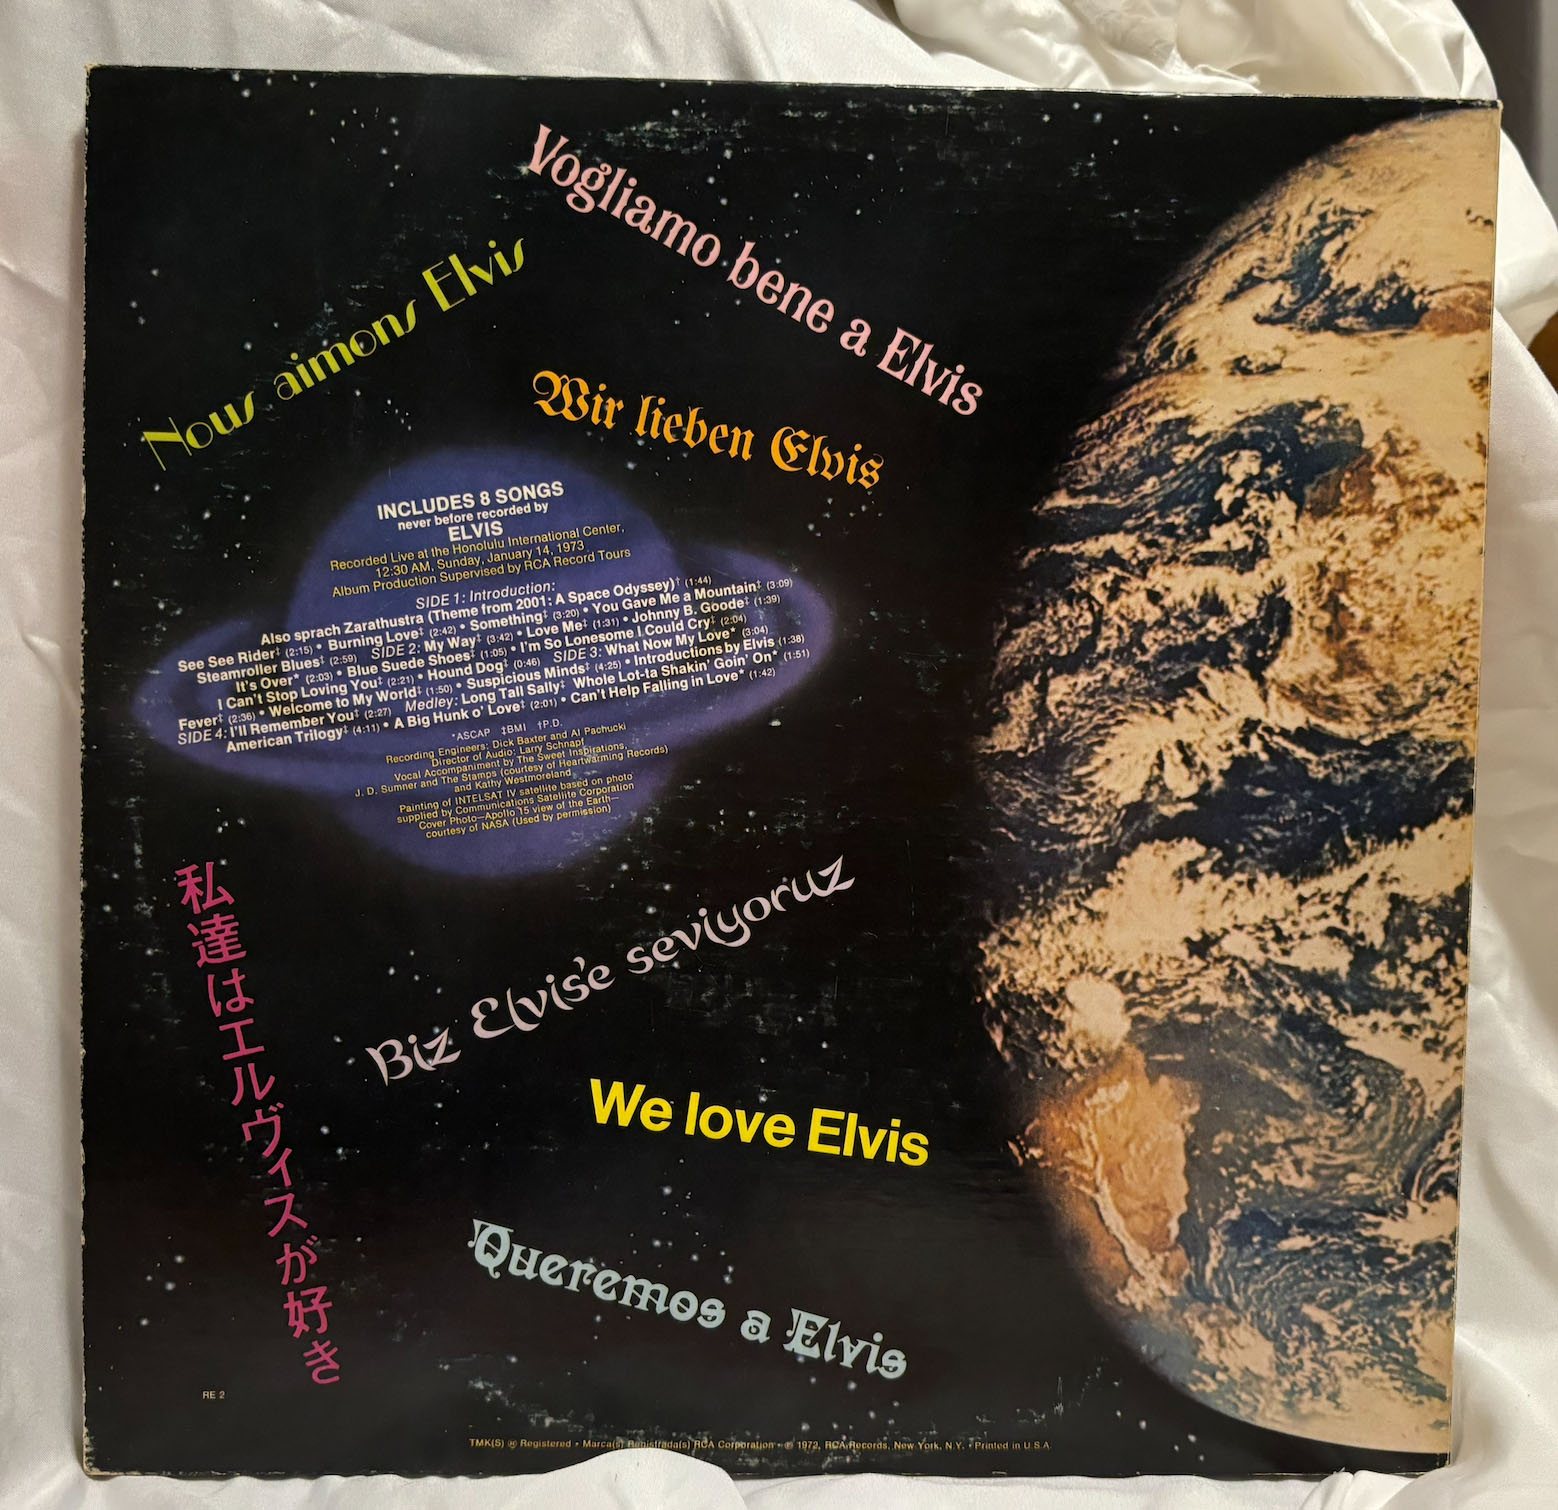 Vogliamo bene a Elvis
Nous aimons Elvis
Wir lieben Elvis
INCLUDES 8 SONGS
never before recorded by
ELVIS
Recorded Live at the Honolulu International Center,
12:30 AM, Sunday, January 14, 1973
Album Production Supervised by RCA Record Tours
SIDE 1: Introduction:
Also sprach Zarathustra (Theme from 2001: A Space Odyssey)† (1:44)
See See Rider‡ (2:15) • Burning Love‡ (2:42) • Something‡ (3:20) • You Gave Me a Mountain‡ (3:09)
Steamroller Blues‡ (2:59) SIDE 2: My Way‡ (3:42) • Love Me‡ (1:31) • Johnny B. Goode‡ (1:39)
It's Over* (2:03) • Blue Suede Shoes‡ (1:05) • I'm So Lonesome I Could Cry‡ (2:04)
I Can't Stop Loving You‡ (2:21) • Hound Dog‡ (0:46) SIDE 3: What Now My Love* (3:04)
Fever‡ (2:36) • Welcome to My World‡ (1:50) • Suspicious Minds‡ (4:25) • Introductions by Elvis (1:38)
SIDE 4: I'll Remember You‡ (2:27) Medley: Long Tall Sally‡ Whole Lot-ta Shakin' Goin' On* (1:51)
American Trilogy‡ (4:11) • A Big Hunk o' Love‡ (2:01) • Can't Help Falling in Love* (1:42)
*ASCAP ‡BMI †P.D.
Recording Engineers: Dick Baxter and Al Pachucki
Director of Audio: Larry Schnapf
Vocal Accompaniment by The Sweet Inspirations,
J. D. Sumner and The Stamps (courtesy of Heartwarming Records)
and Kathy Westmoreland
Painting of INTELSAT IV satellite based on photo
supplied by Communications Satellite Corporation
Cover Photo—Apollo 15 view of the Earth—
courtesy of NASA (Used by permission)
私達はエルヴィスが好き
Biz Elvis'e seviyoruz
We love Elvis
Queremos a Elvis
RE 2
TMK(S) ® Registered • Marca(s) Registrada(s) RCA Corporation • © 1972, RCA Records, New York, N.Y. • Printed in U.S.A.